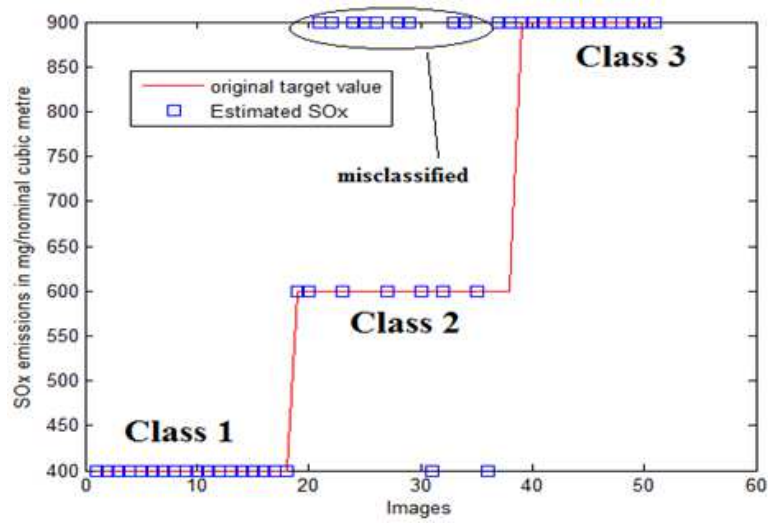 900
850
800
750
700
650
600
550
500
450
400
SOx emissions in mg/nominal cubic metre
original target value
Estimated SOx
misclassified
Class 1
Class 2
Class 3
0 10 20 30 40 50 60
Images